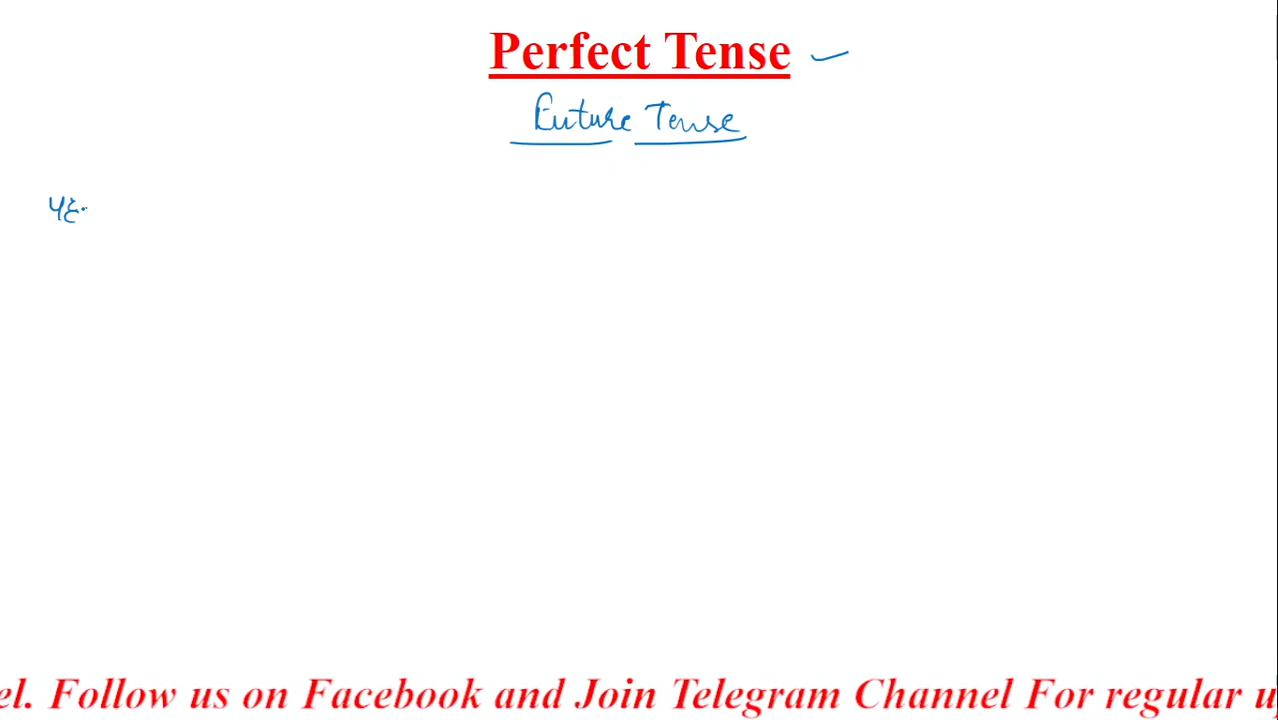 Perfect Tense
Future Tense
el. Follow us on Facebook and Join Telegram Channel For regular u